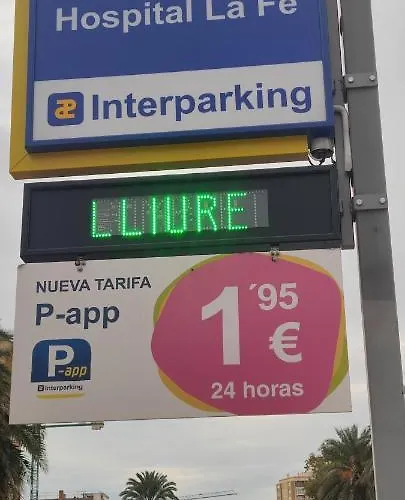 Hospital La Fe
Interparking
LLIURE
NUEVA TARIFA
P-app
P
-app
Interparking
1´95
€
24 horas